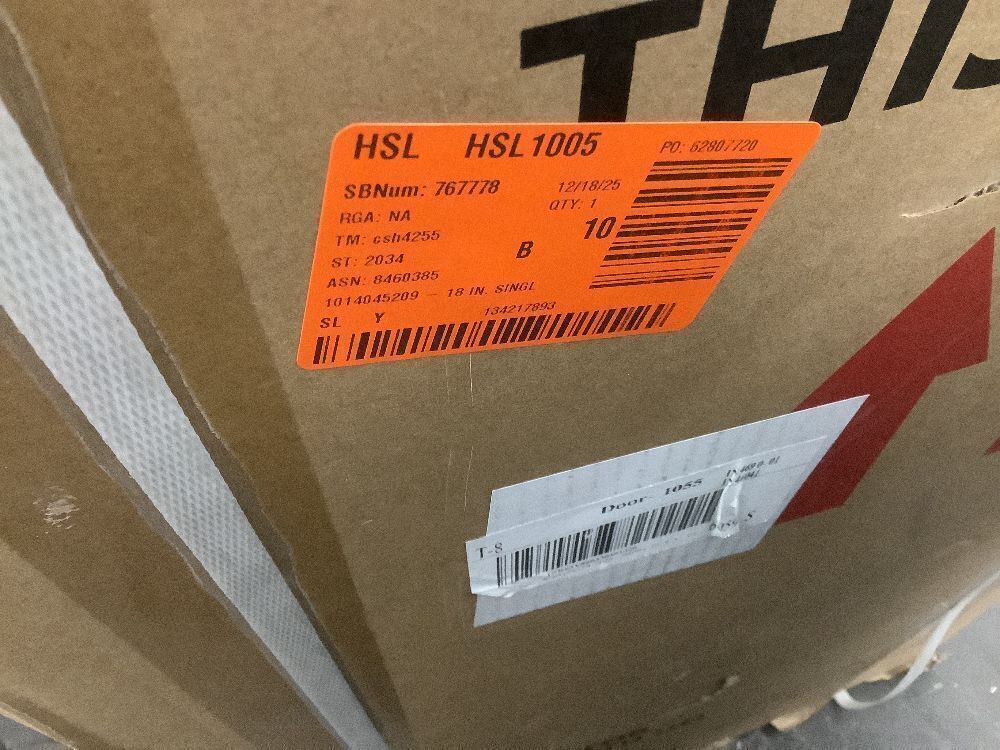 THIS
HSL HSL1005 PO: 62807720
SBNum: 767778 12/18/25
RGA: NA QTY: 1
TM: csh4255 B 10
ST: 2034
ASN: 8460385
1014045209 - 18 IN. SINGL
SL Y 134217893
Door 1055
T-S